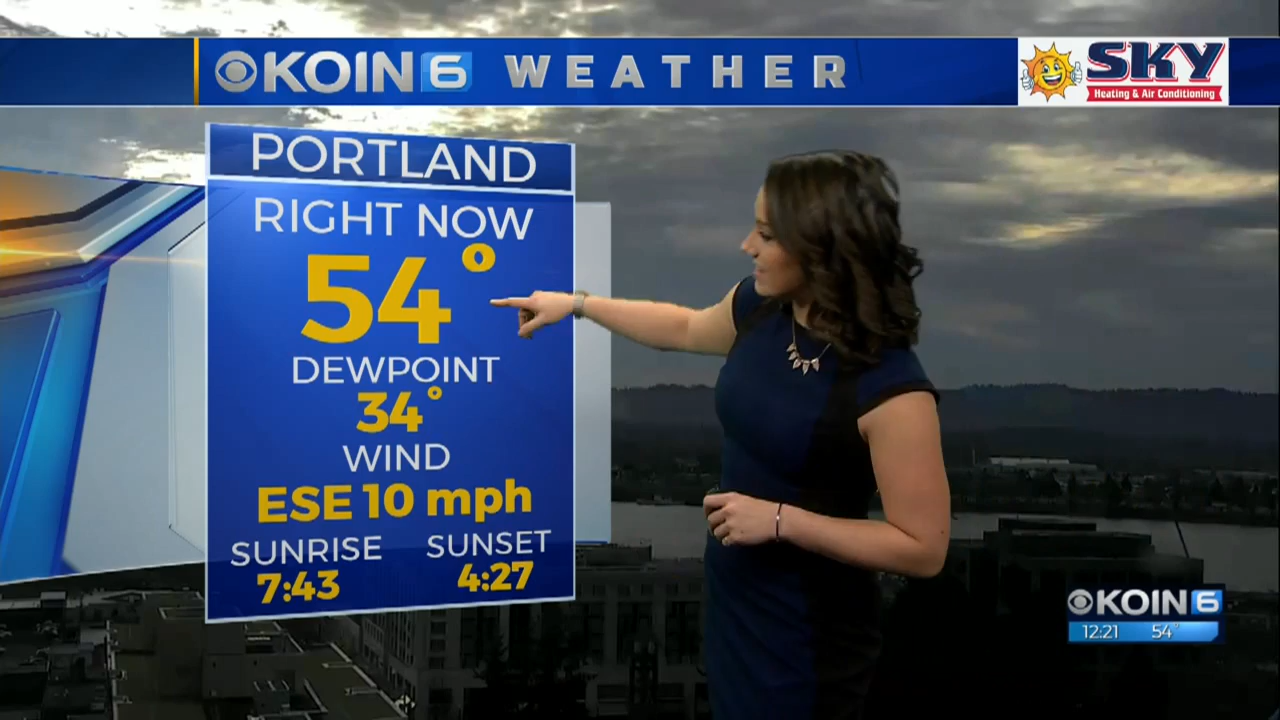 KOIN 6 WEATHER
SKY
Heating & Air Conditioning
PORTLAND
RIGHT NOW
54°
DEWPOINT
34°
WIND
ESE 10 mph
SUNRISE SUNSET
7:43 4:27
KOIN 6
12:21 54°